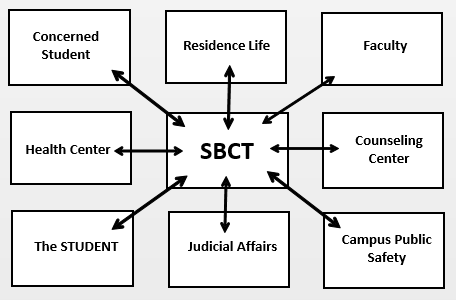 Concerned
Student
Residence Life
Faculty
Health Center
SBCT
Counseling
Center
The STUDENT
Judicial Affairs
Campus Public
Safety